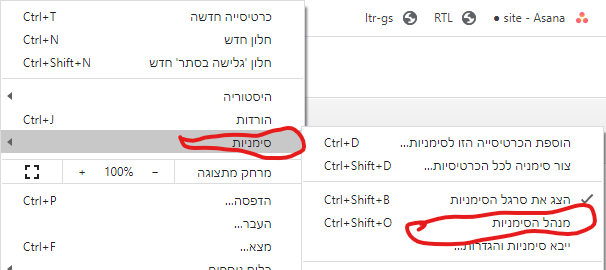 site - Asana
RTL
ltr-gs
כרטיסייה חדשה Ctrl+T
חלון חדש Ctrl+N
חלון 'גלישה בסתר' חדש Ctrl+Shift+N
היסטוריה
הורדות Ctrl+J
סימניות
מרחק מתצוגה − 100% +
הדפסה... Ctrl+P
העבר...
מצא... Ctrl+F
כלים נוספים
הוספת הכרטיסייה הזו לסימניות... Ctrl+D
צור סימניה לכל הכרטיסיות... Ctrl+Shift+D
הצג את סרגל הסימניות Ctrl+Shift+B
מנהל הסימניות Ctrl+Shift+O
ייבא סימניות והגדרות...